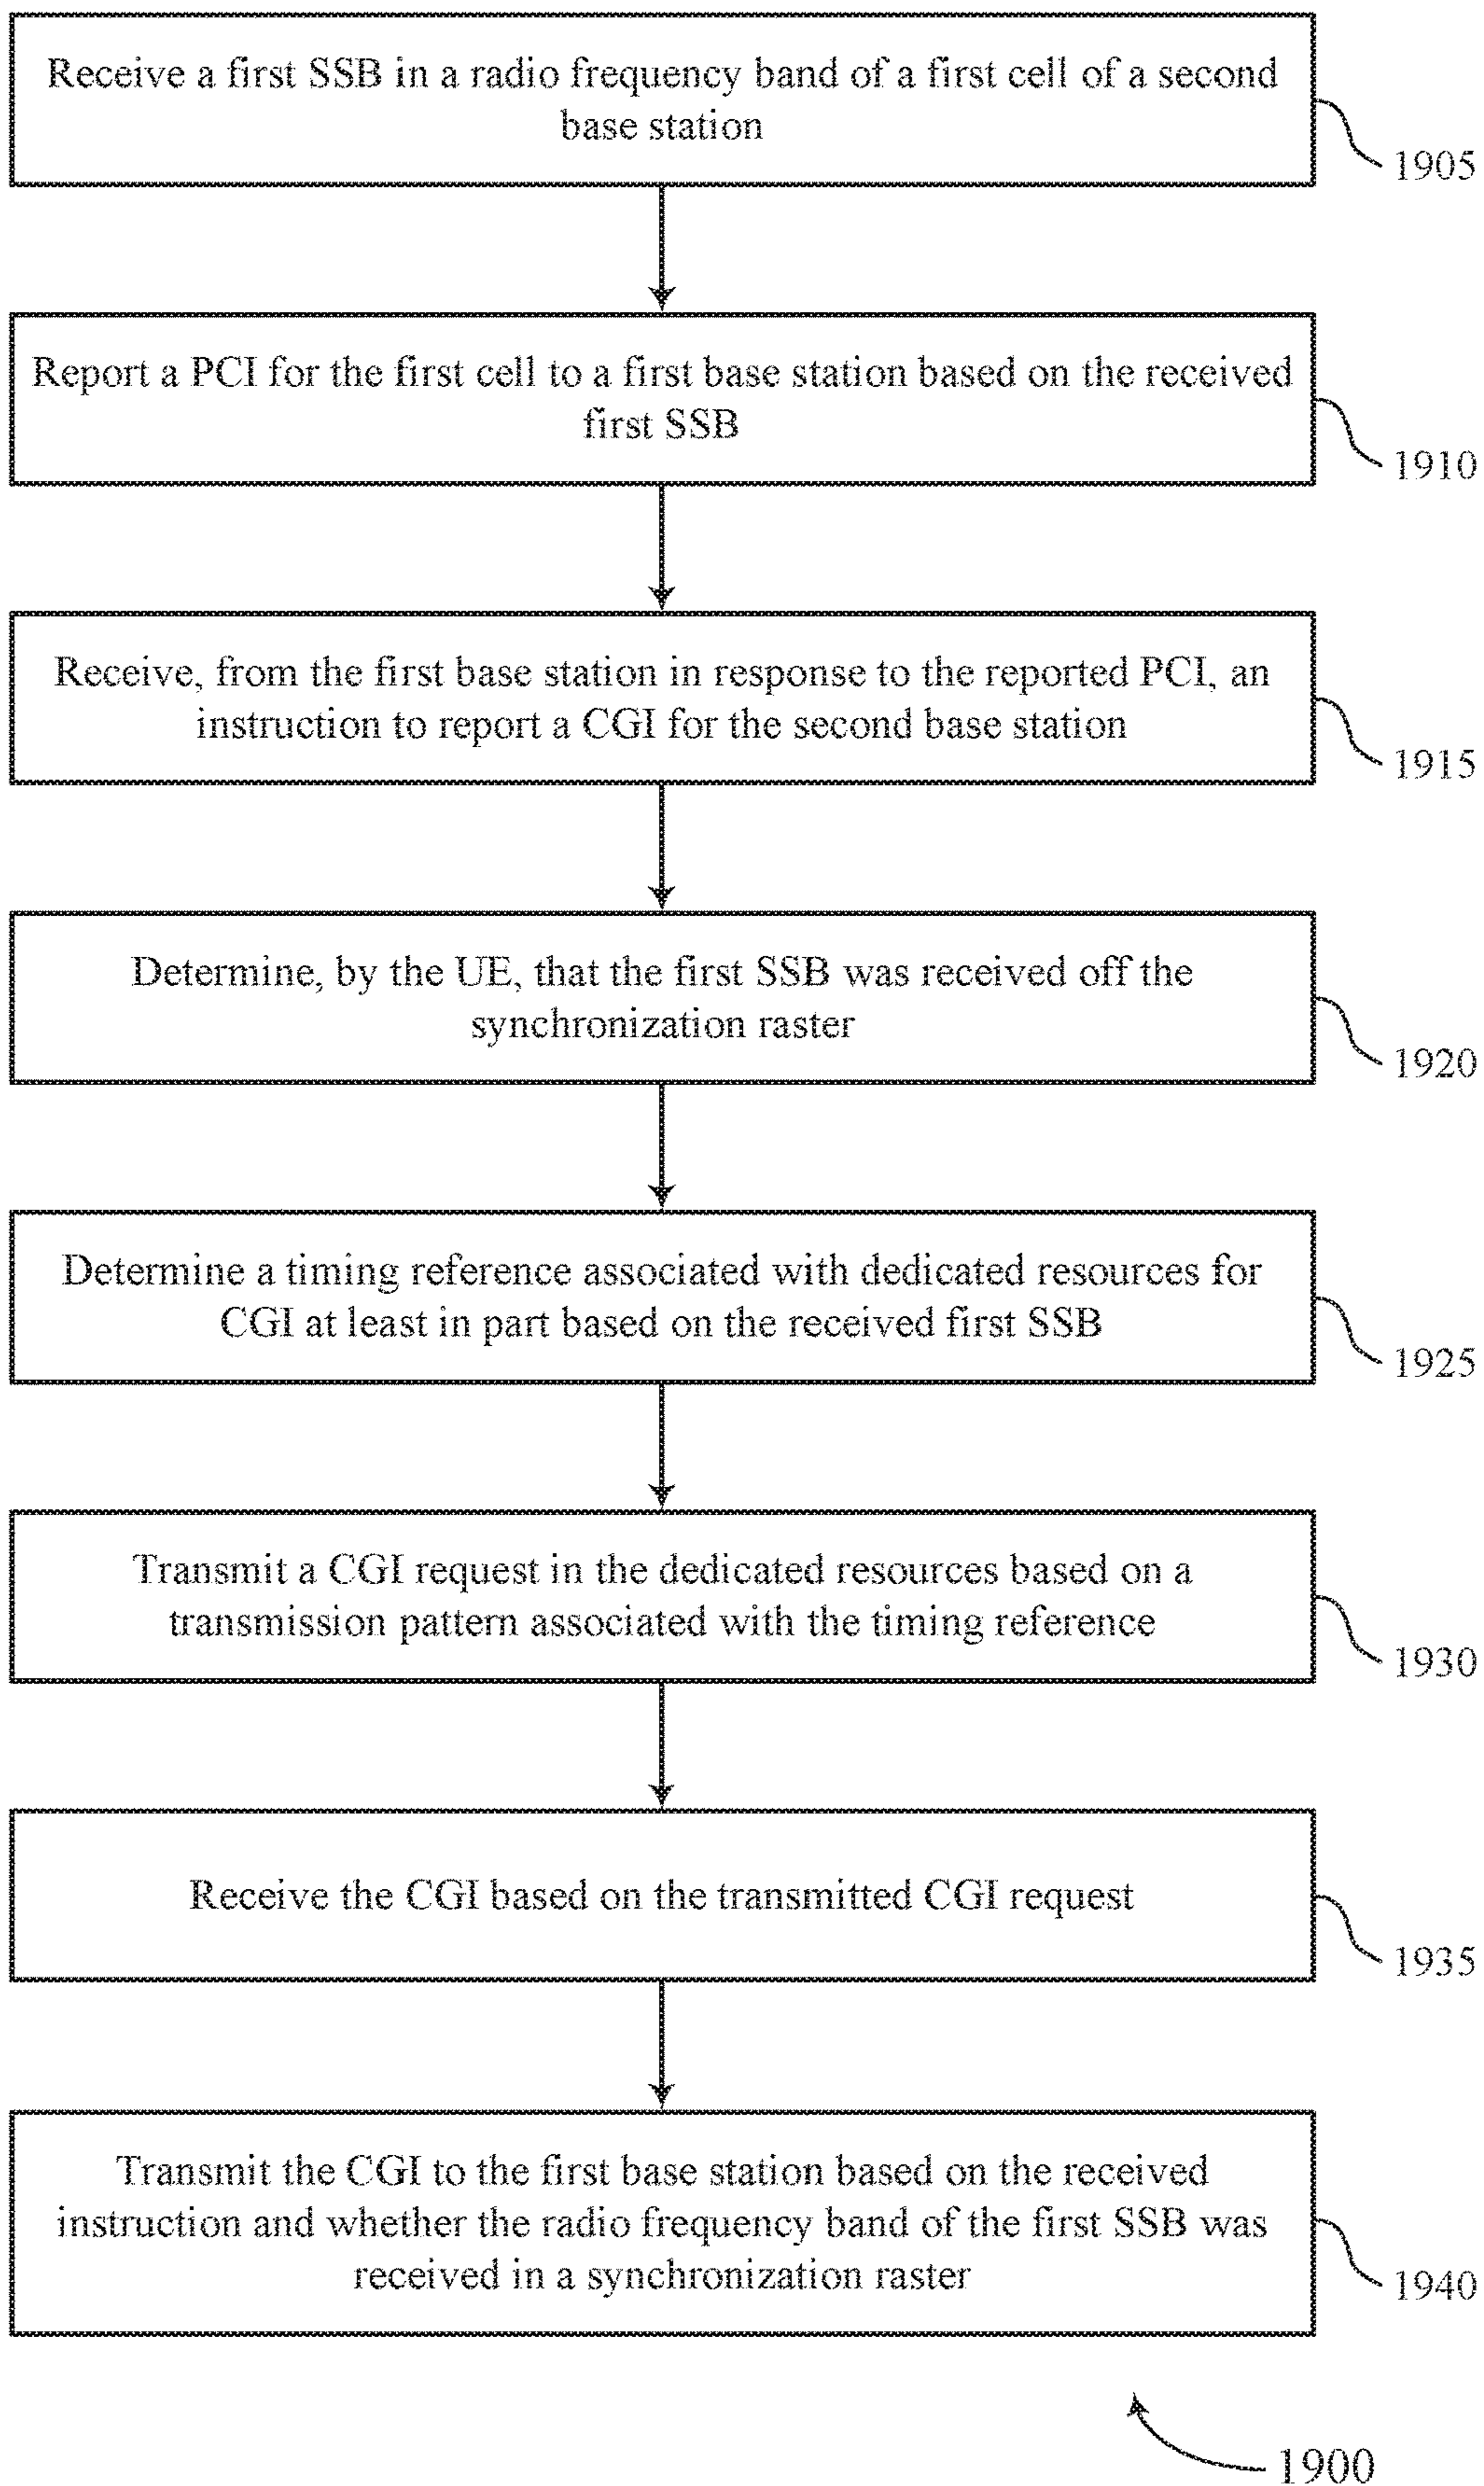 Receive a first SSB in a radio frequency band of a first cell of a second
base station
1905
Report a PCI for the first cell to a first base station based on the received
first SSB
1910
Receive, from the first base station in response to the reported PCI, an
instruction to report a CGI for the second base station
1915
Determine, by the UE, that the first SSB was received off the
synchronization raster
1920
Determine a timing reference associated with dedicated resources for
CGI at least in part based on the received first SSB
1925
Transmit a CGI request in the dedicated resources based on a
transmission pattern associated with the timing reference
1930
Receive the CGI based on the transmitted CGI request
1935
Transmit the CGI to the first base station based on the received
instruction and whether the radio frequency band of the first SSB was
received in a synchronization raster
1940
1900